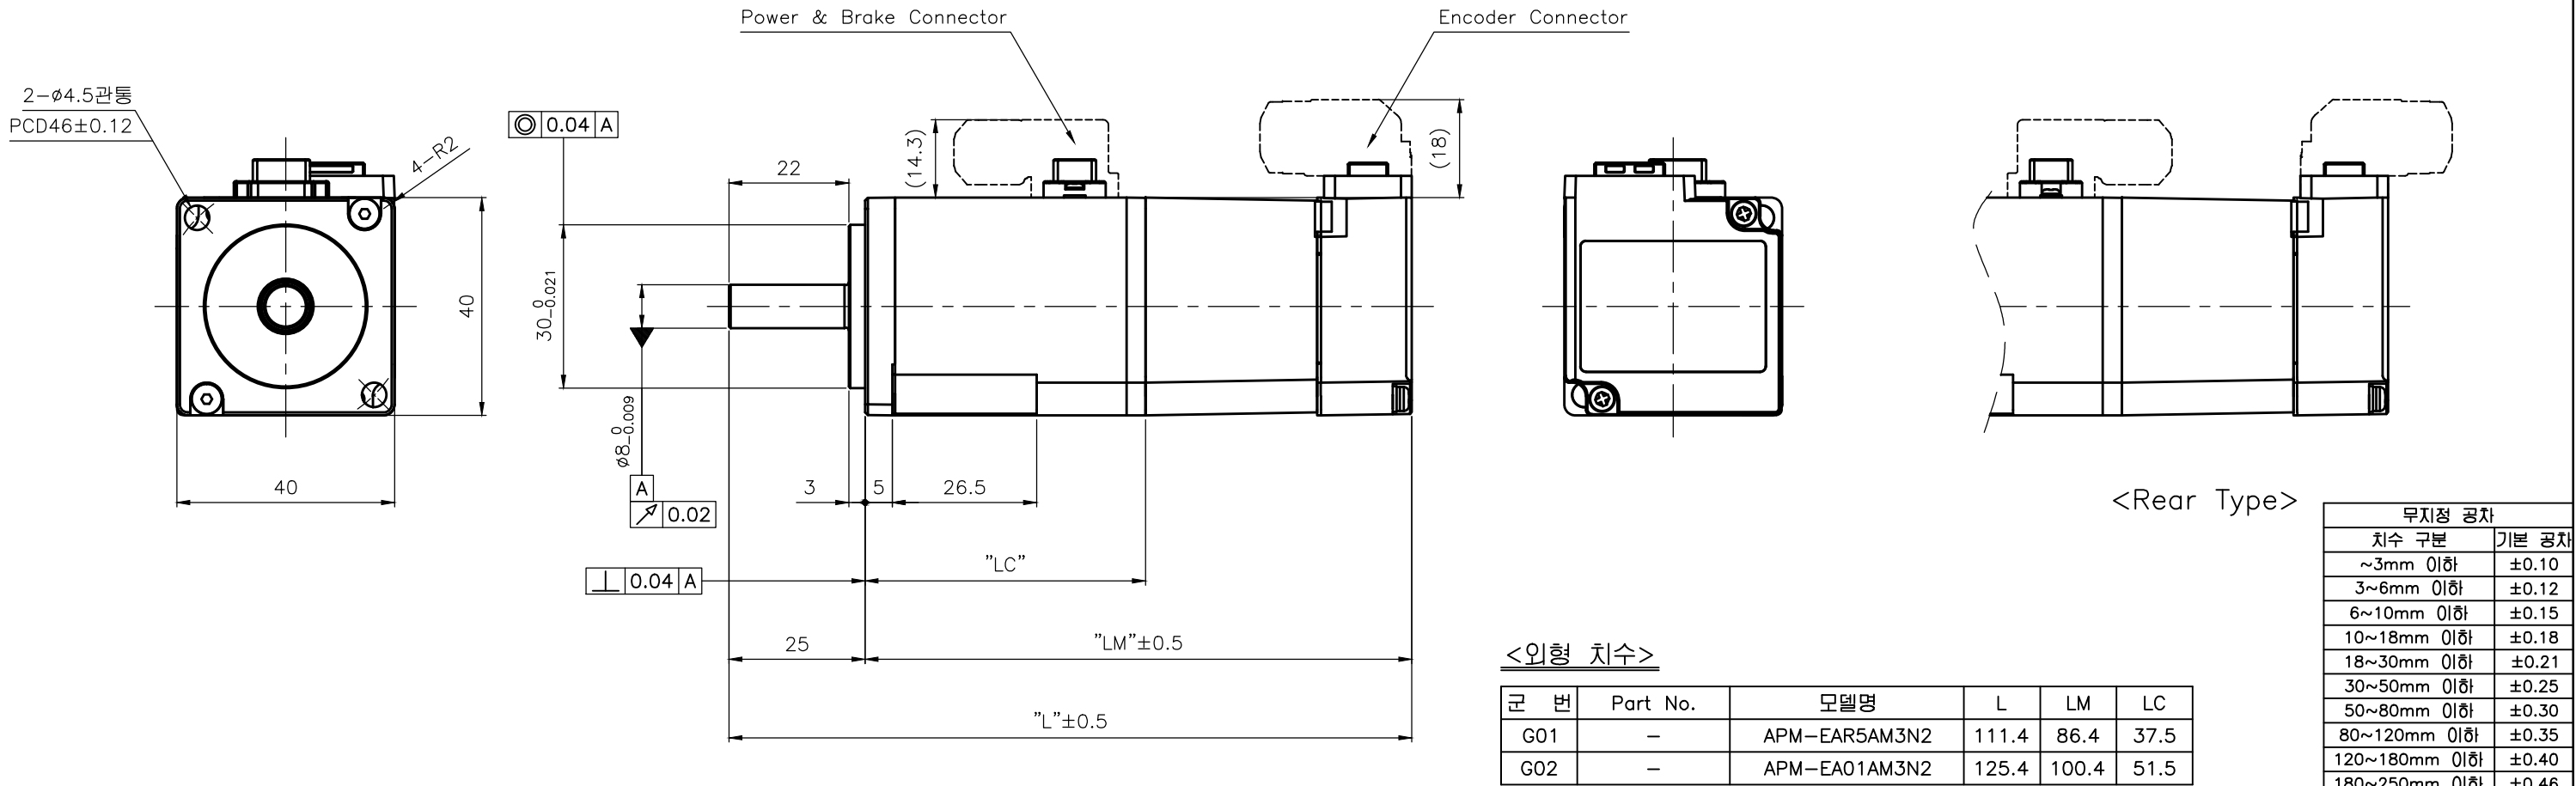 Power & Brake Connector
Encoder Connector
2-ø4.5관통
PCD46±0.12
4-R2
◎ 0.04 A
(14.3)
(18)
22
40
30 0 -0.021
ø8 0 -0.009
40
A
↗ 0.02
3
5
26.5
<Rear Type>
⊥ 0.04 A
"LC"
25
"LM"±0.5
"L"±0.5
<외형 치수>
군 번 Part No. 모델명 L LM LC
G01 - APM-EAR5AM3N2 111.4 86.4 37.5
G02 - APM-EA01AM3N2 125.4 100.4 51.5
무지정 공차
치수 구분 기본 공차
~3mm 이하 ±0.10
3~6mm 이하 ±0.12
6~10mm 이하 ±0.15
10~18mm 이하 ±0.18
18~30mm 이하 ±0.21
30~50mm 이하 ±0.25
50~80mm 이하 ±0.30
80~120mm 이하 ±0.35
120~180mm 이하 ±0.40
180~250mm 이하 ±0.46